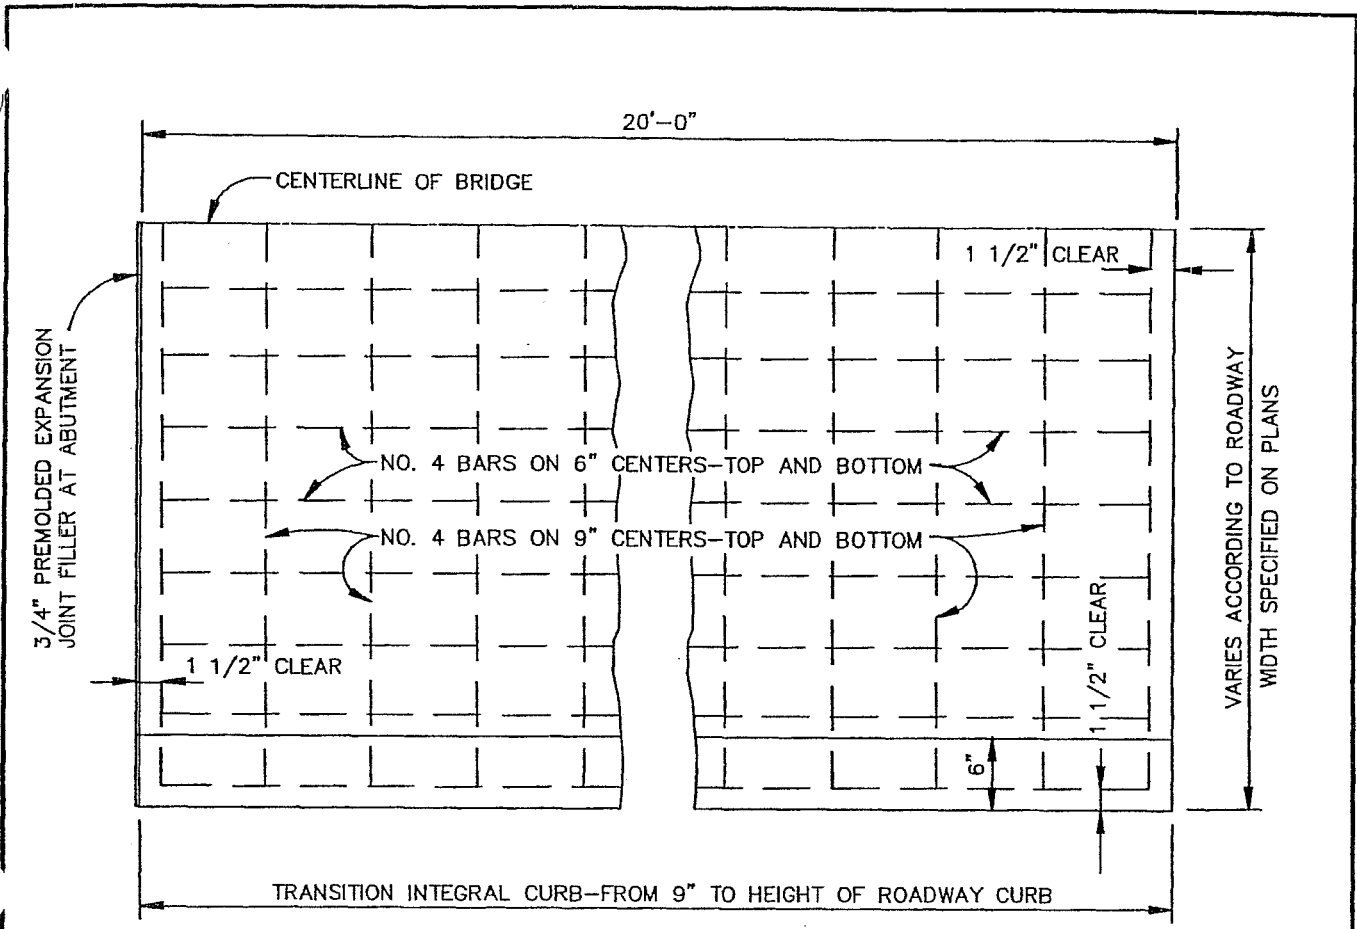 20'-0"
CENTERLINE OF BRIDGE
1 1/2" CLEAR
3/4" PREMOLDED EXPANSION
JOINT FILLER AT ABUTMENT
NO. 4 BARS ON 6" CENTERS-TOP AND BOTTOM
NO. 4 BARS ON 9" CENTERS-TOP AND BOTTOM
VARIES ACCORDING TO ROADWAY
WIDTH SPECIFIED ON PLANS
1 1/2" CLEAR
1 1/2" CLEAR
6"
TRANSITION INTEGRAL CURB-FROM 9" TO HEIGHT OF ROADWAY CURB